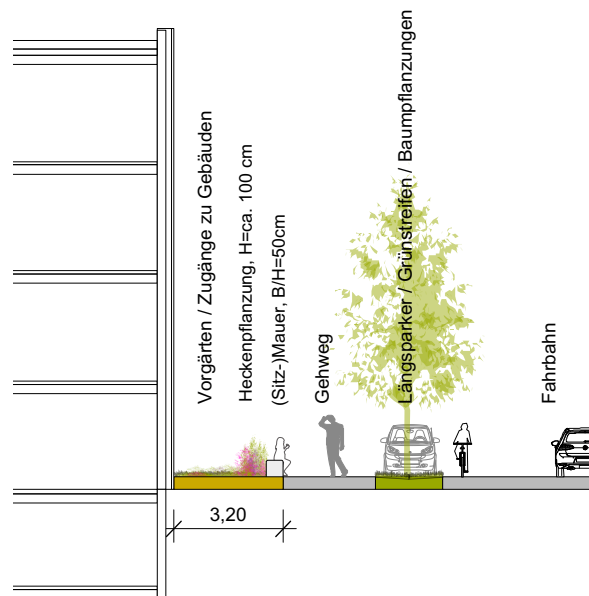 Vorgärten / Zugänge zu Gebäuden
Heckenpflanzung, H=ca. 100 cm
(Sitz-)Mauer, B/H=50cm
Gehweg
Längsparker / Grünstreifen / Baumpflanzungen
Fahrbahn
3,20